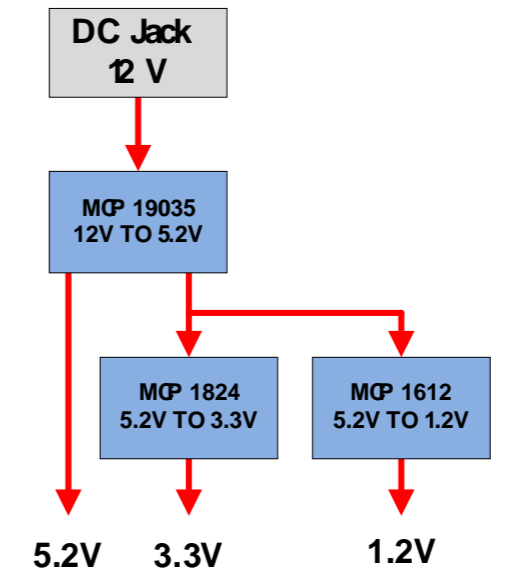 DC Jack
12 V
MCP 19035
12V TO 5.2V
MCP 1824
5.2V TO 3.3V
MCP 1612
5.2V TO 1.2V
5.2V
3.3V
1.2V